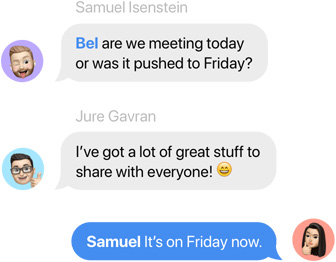 Samuel Isenstein
Bel are we meeting today
or was it pushed to Friday?
Jure Gavran
I’ve got a lot of great stuff to
share with everyone! 😄
Samuel It’s on Friday now.